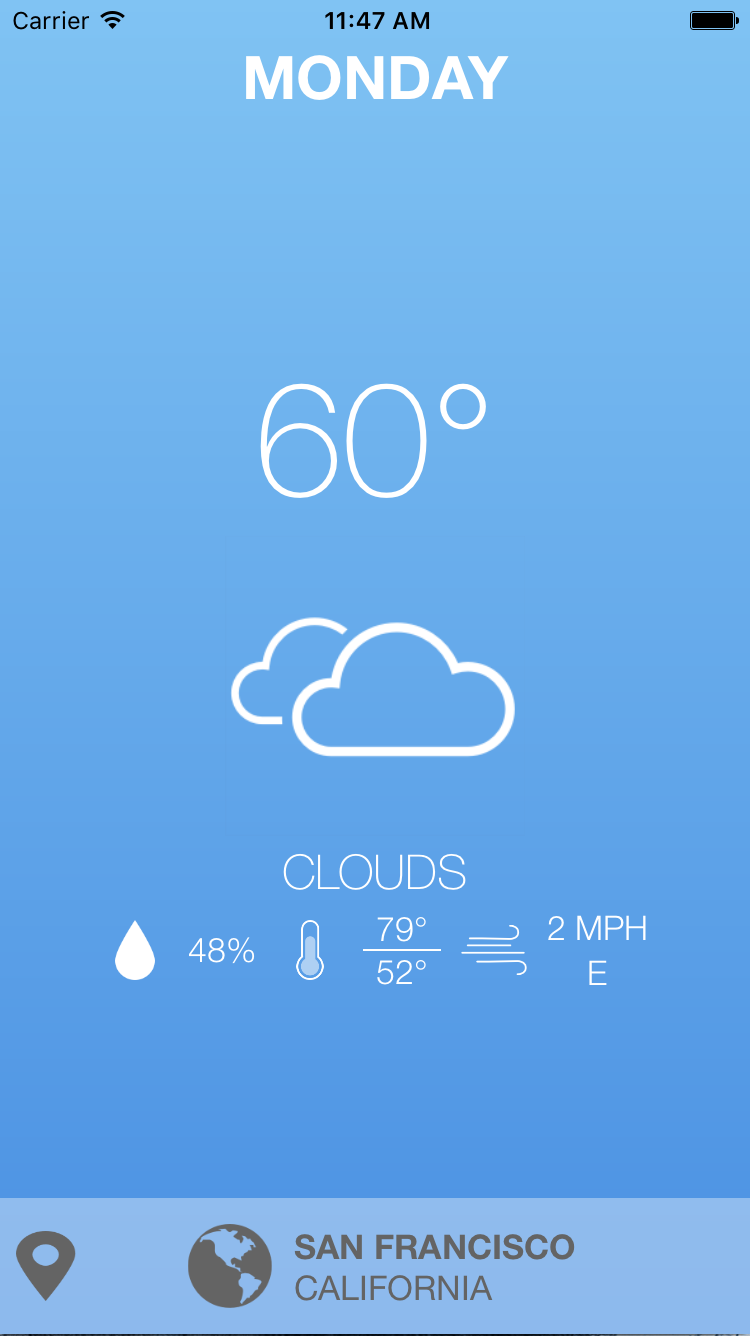 Carrier 11:47 AM
MONDAY
60°
CLOUDS
48%
79°
52°
2 MPH
E
SAN FRANCISCO
CALIFORNIA